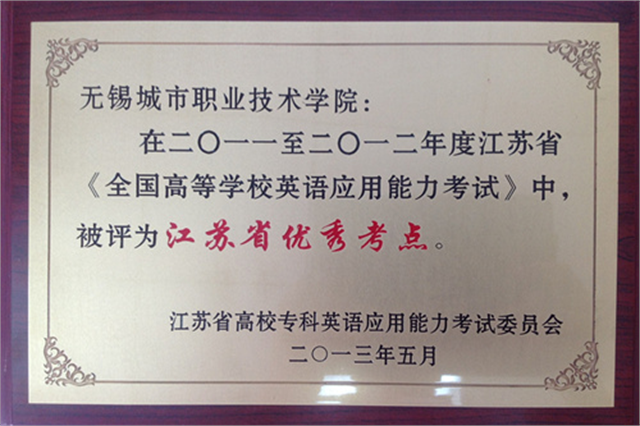 无锡城市职业技术学院：
在二〇一一至二〇一二年度江苏省
《全国高等学校英语应用能力考试》中，
被评为江苏省优秀考点。
江苏省高校专科英语应用能力考试委员会
二〇一三年五月